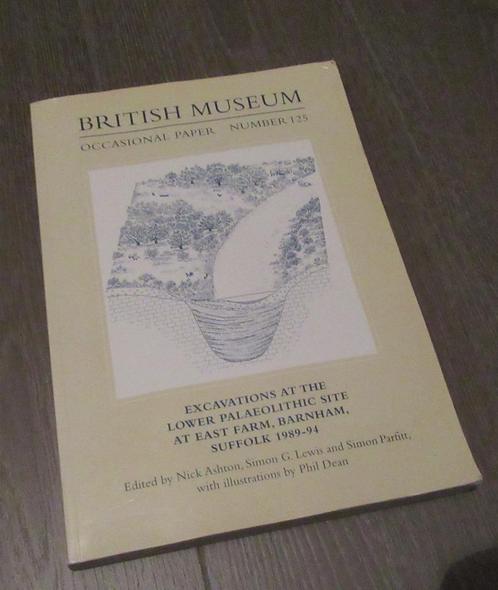 BRITISH MUSEUM
OCCASIONAL PAPER NUMBER 125
EXCAVATIONS AT THE
LOWER PALAEOLITHIC SITE
AT EAST FARM, BARNHAM,
SUFFOLK 1989-94
Edited by Nick Ashton, Simon G. Lewis and Simon Parfitt,
with illustrations by Phil Dean